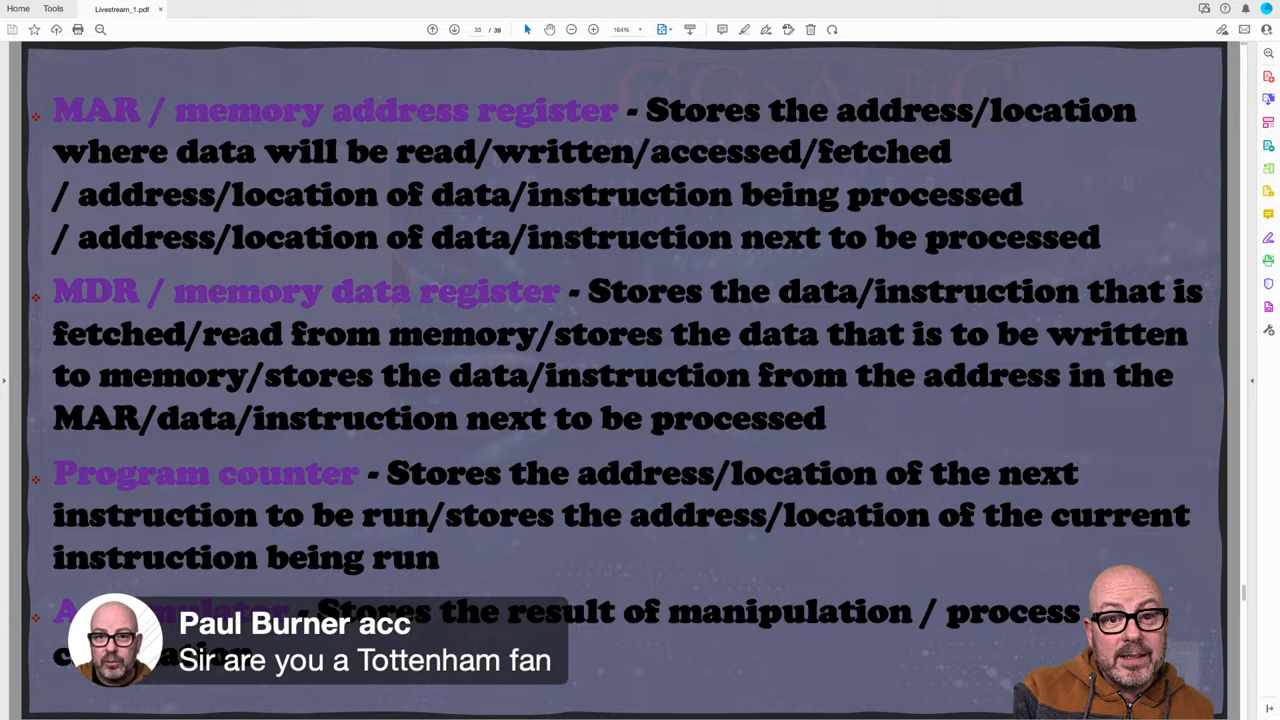 Home Tools Livestream_1.pdf ×
33 / 39 164%
MAR / memory address register - Stores the address/location
where data will be read/written/accessed/fetched
/ address/location of data/instruction being processed
/ address/location of data/instruction next to be processed
MDR / memory data register - Stores the data/instruction that is
fetched/read from memory/stores the data that is to be written
to memory/stores the data/instruction from the address in the
MAR/data/instruction next to be processed
Program counter - Stores the address/location of the next
instruction to be run/stores the address/location of the current
instruction being run
- Stores the result of manipulation / process
Paul Burner acc
Sir are you a Tottenham fan